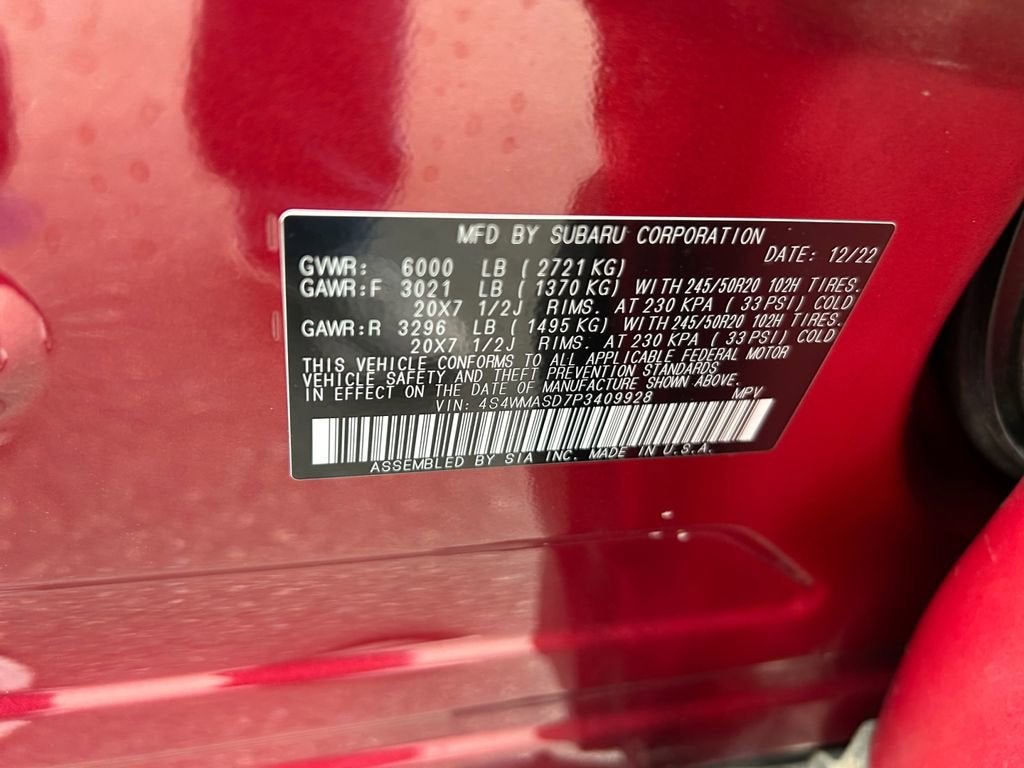 MFD BY SUBARU CORPORATION
DATE: 12/22
GVWR: 6000 LB ( 2721 KG)
GAWR:F 3021 LB ( 1370 KG) WITH 245/50R20 102H TIRES.
20X7 1/2J RIMS. AT 230 KPA ( 33 PSI) COLD
GAWR:R 3296 LB ( 1495 KG) WITH 245/50R20 102H TIRES.
20X7 1/2J RIMS. AT 230 KPA ( 33 PSI) COLD
THIS VEHICLE CONFORMS TO ALL APPLICABLE FEDERAL MOTOR
VEHICLE SAFETY AND THEFT PREVENTION STANDARDS
IN EFFECT ON THE DATE OF MANUFACTURE SHOWN ABOVE.
VIN: 4S4WMASD7P3409928 MPV
ASSEMBLED BY SIA INC. MADE IN U.S.A.